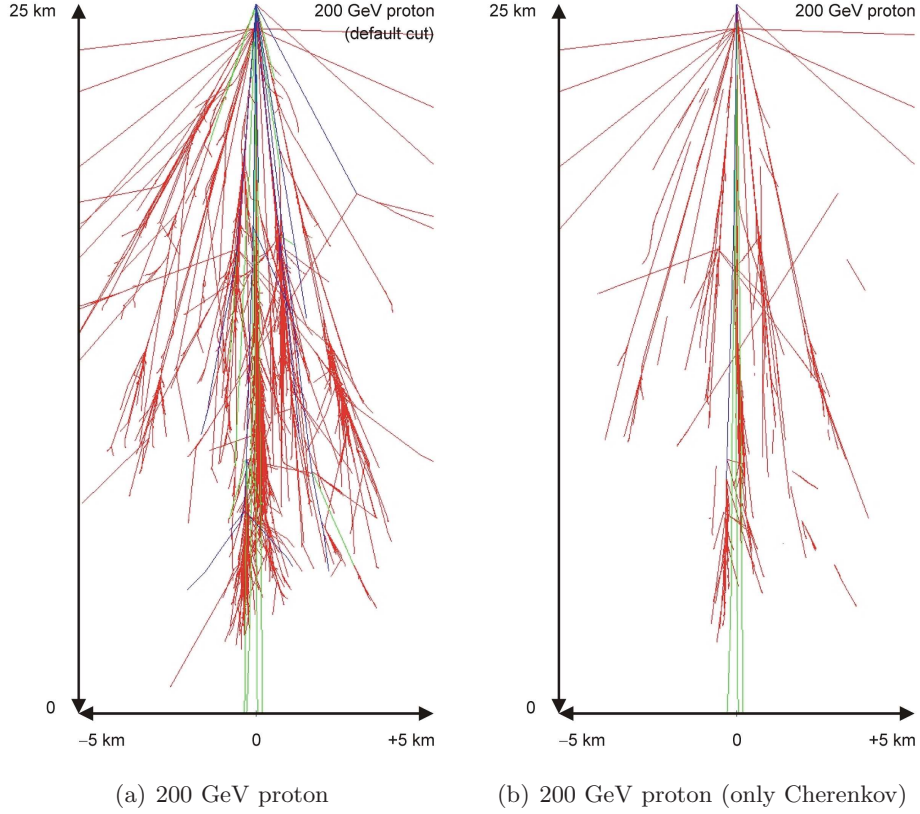 25 km
200 GeV proton
(default cut)
0
−5 km
0
+5 km
(a) 200 GeV proton
25 km
200 GeV proton
0
−5 km
0
+5 km
(b) 200 GeV proton (only Cherenkov)